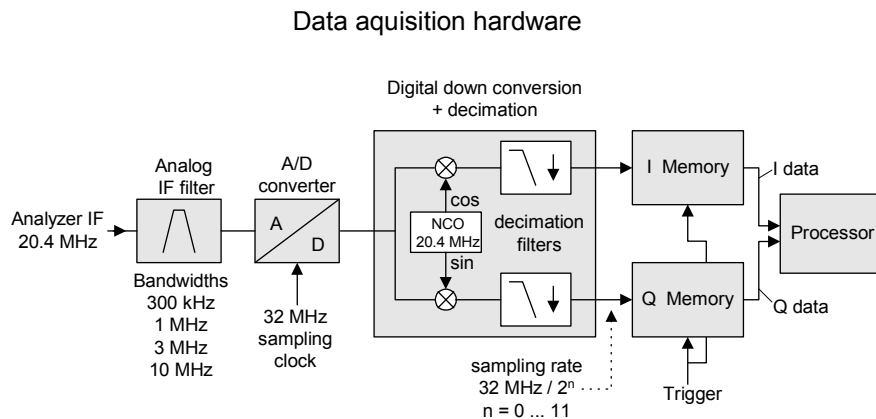 Data aquisition hardware
Digital down conversion
+ decimation
Analog
IF filter
A/D
converter
Analyzer IF
20.4 MHz
A
D
cos
NCO
20.4 MHz
sin
decimation
filters
I Memory
I data
Processor
Q Memory
Q data
Bandwidths
300 kHz
1 MHz
3 MHz
10 MHz
32 MHz
sampling
clock
sampling rate
32 MHz / 2ⁿ
n = 0 ... 11
Trigger